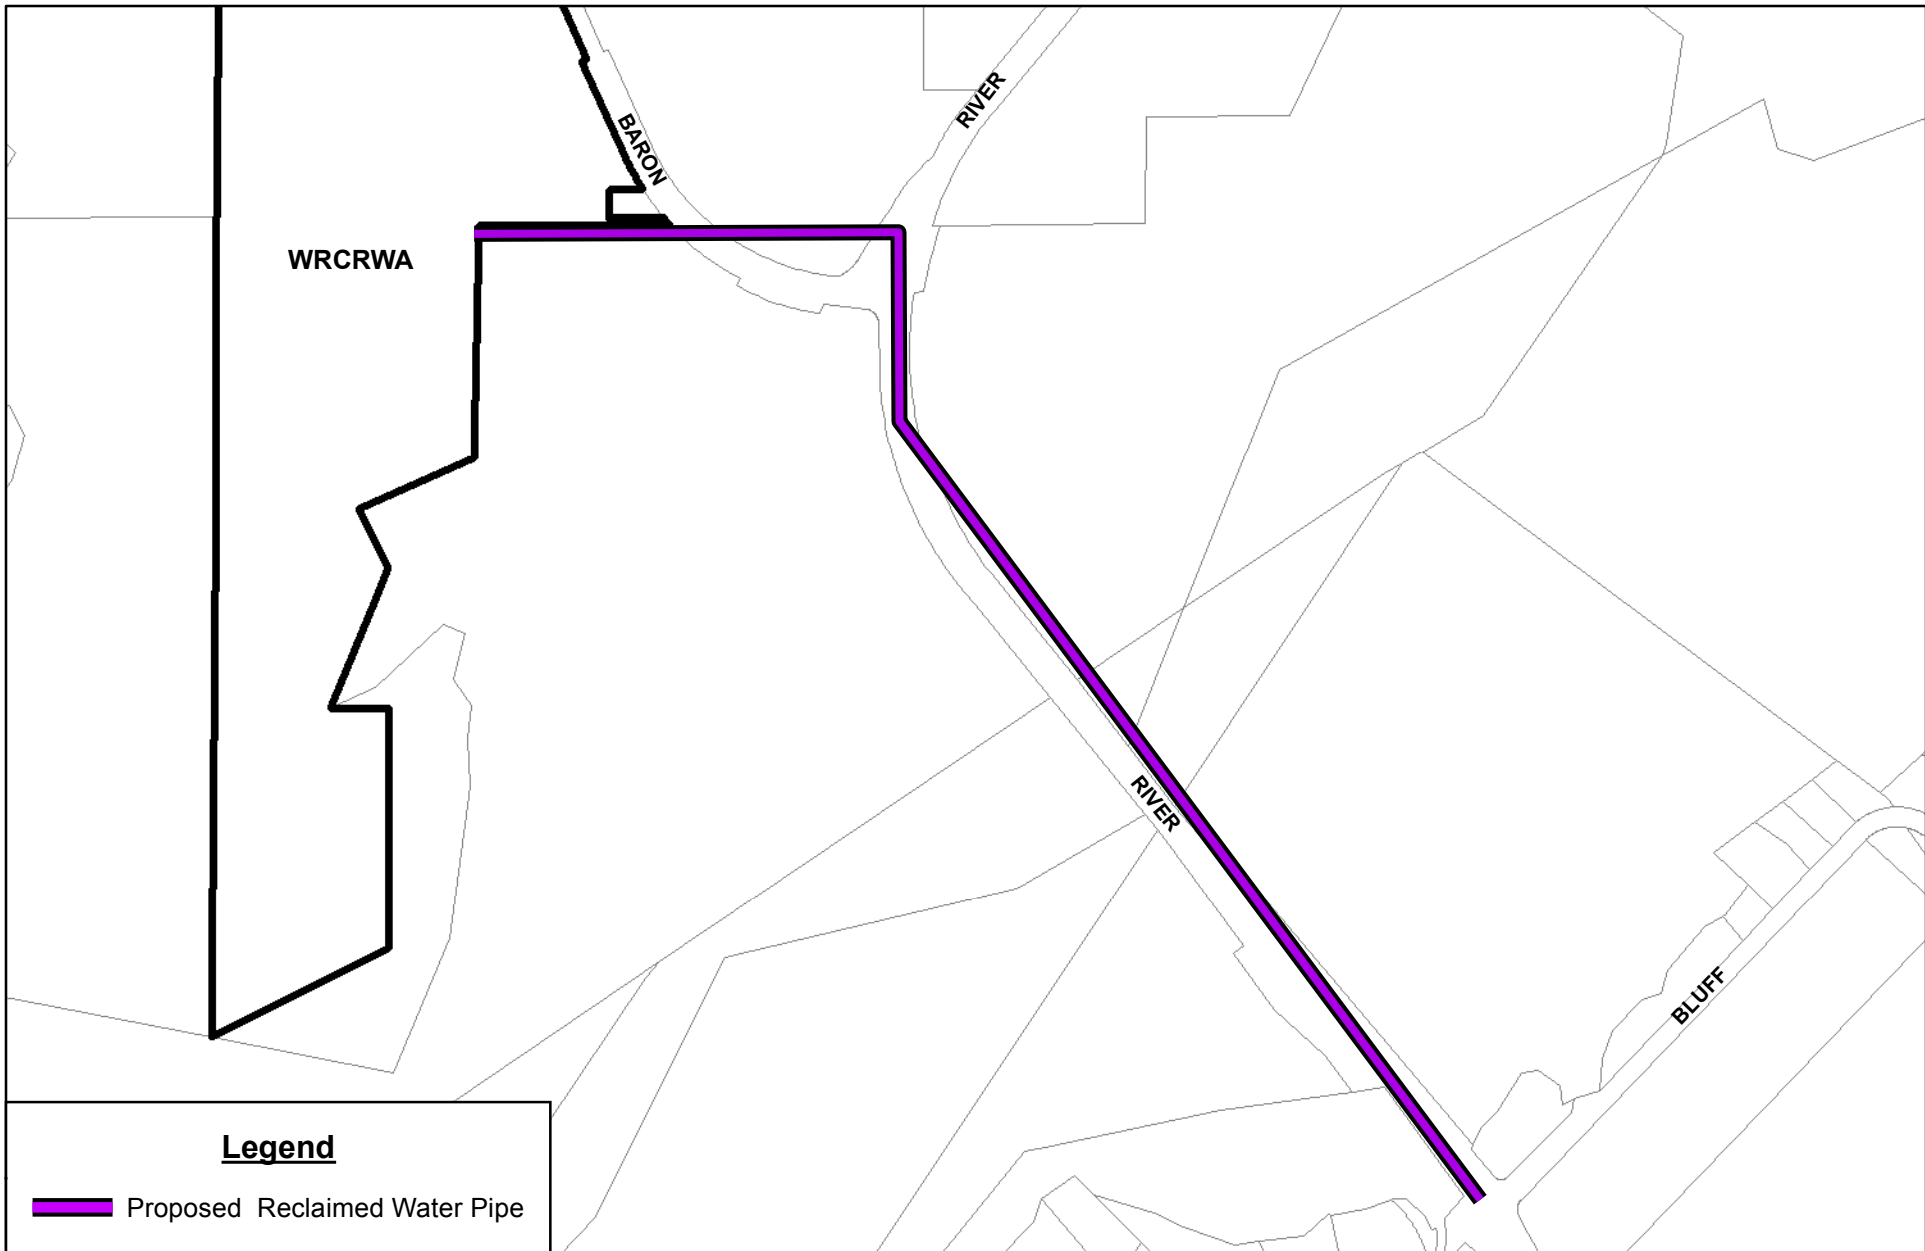 RIVER
BARON
WRCRWA
RIVER
BLUFF
Legend
Proposed  Reclaimed Water Pipe